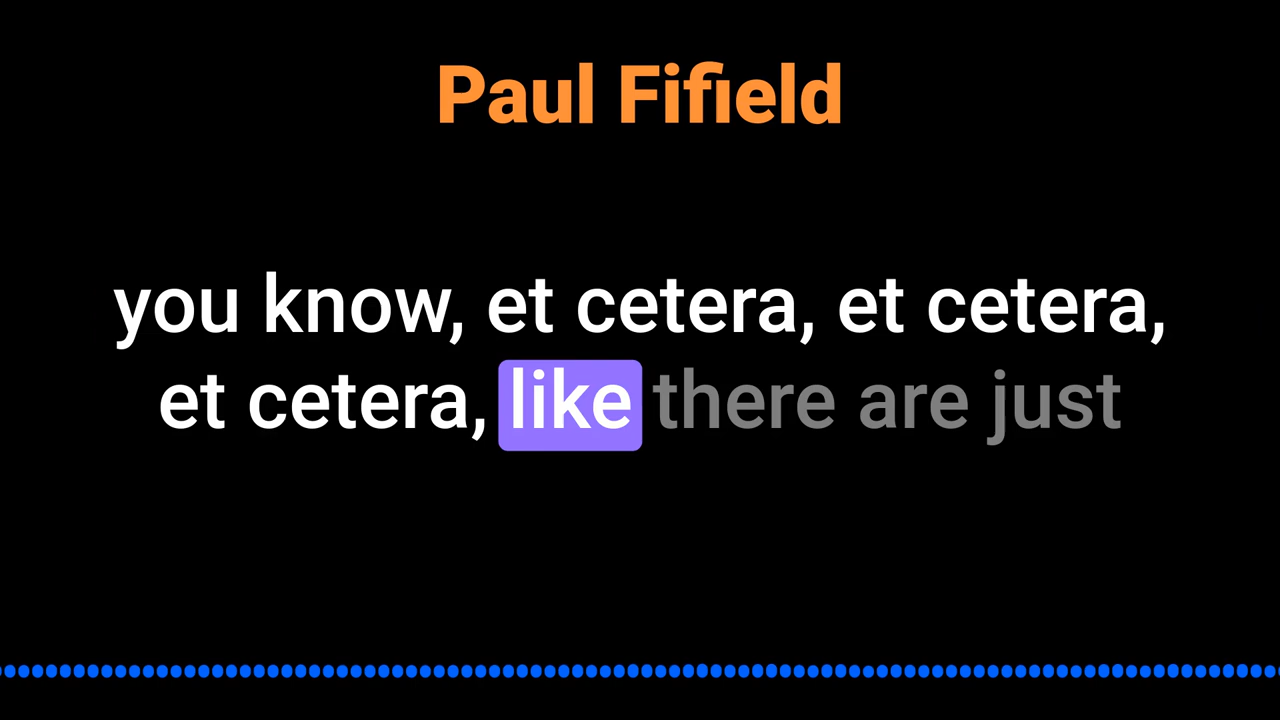 Paul Fifield
you know, et cetera, et cetera,
et cetera, like there are just